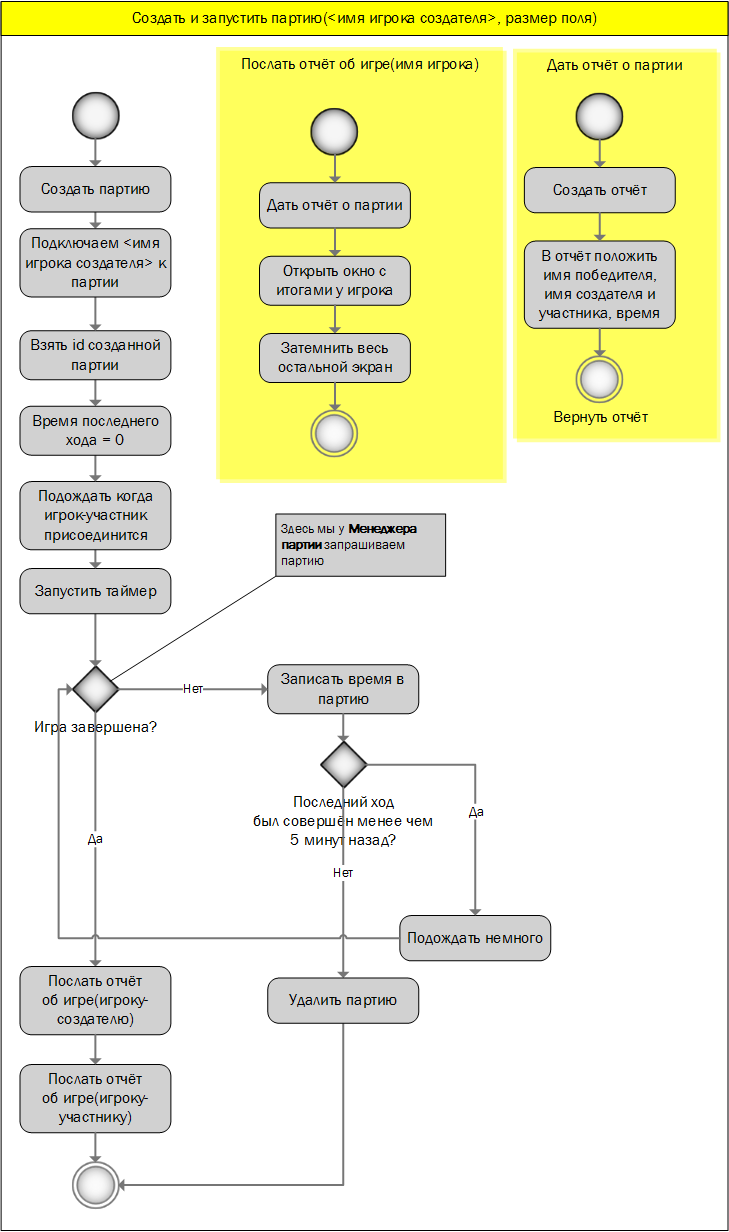 Создать и запустить партию(<имя игрока создателя>, размер поля)
Послать отчёт об игре(имя игрока)
Дать отчёт о партии
Создать партию
Подключаем <имя
игрока создателя> к
партии
Взять id созданной
партии
Время последнего
хода = 0
Подождать когда
игрок-участник
присоединится
Запустить таймер
Дать отчёт о партии
Открыть окно с
итогами у игрока
Затемнить весь
остальной экран
Создать отчёт
В отчёт положить
имя победителя,
имя создателя и
участника, время
Вернуть отчёт
Здесь мы у Менеджера
партии запрашиваем
партию
Игра завершена?
Нет
Записать время в
партию
Последний ход
был совершён менее чем
5 минут назад?
Да
Да
Нет
Подождать немного
Удалить партию
Послать отчёт
об игре(игроку-
создателю)
Послать отчёт
об игре(игроку-
участнику)